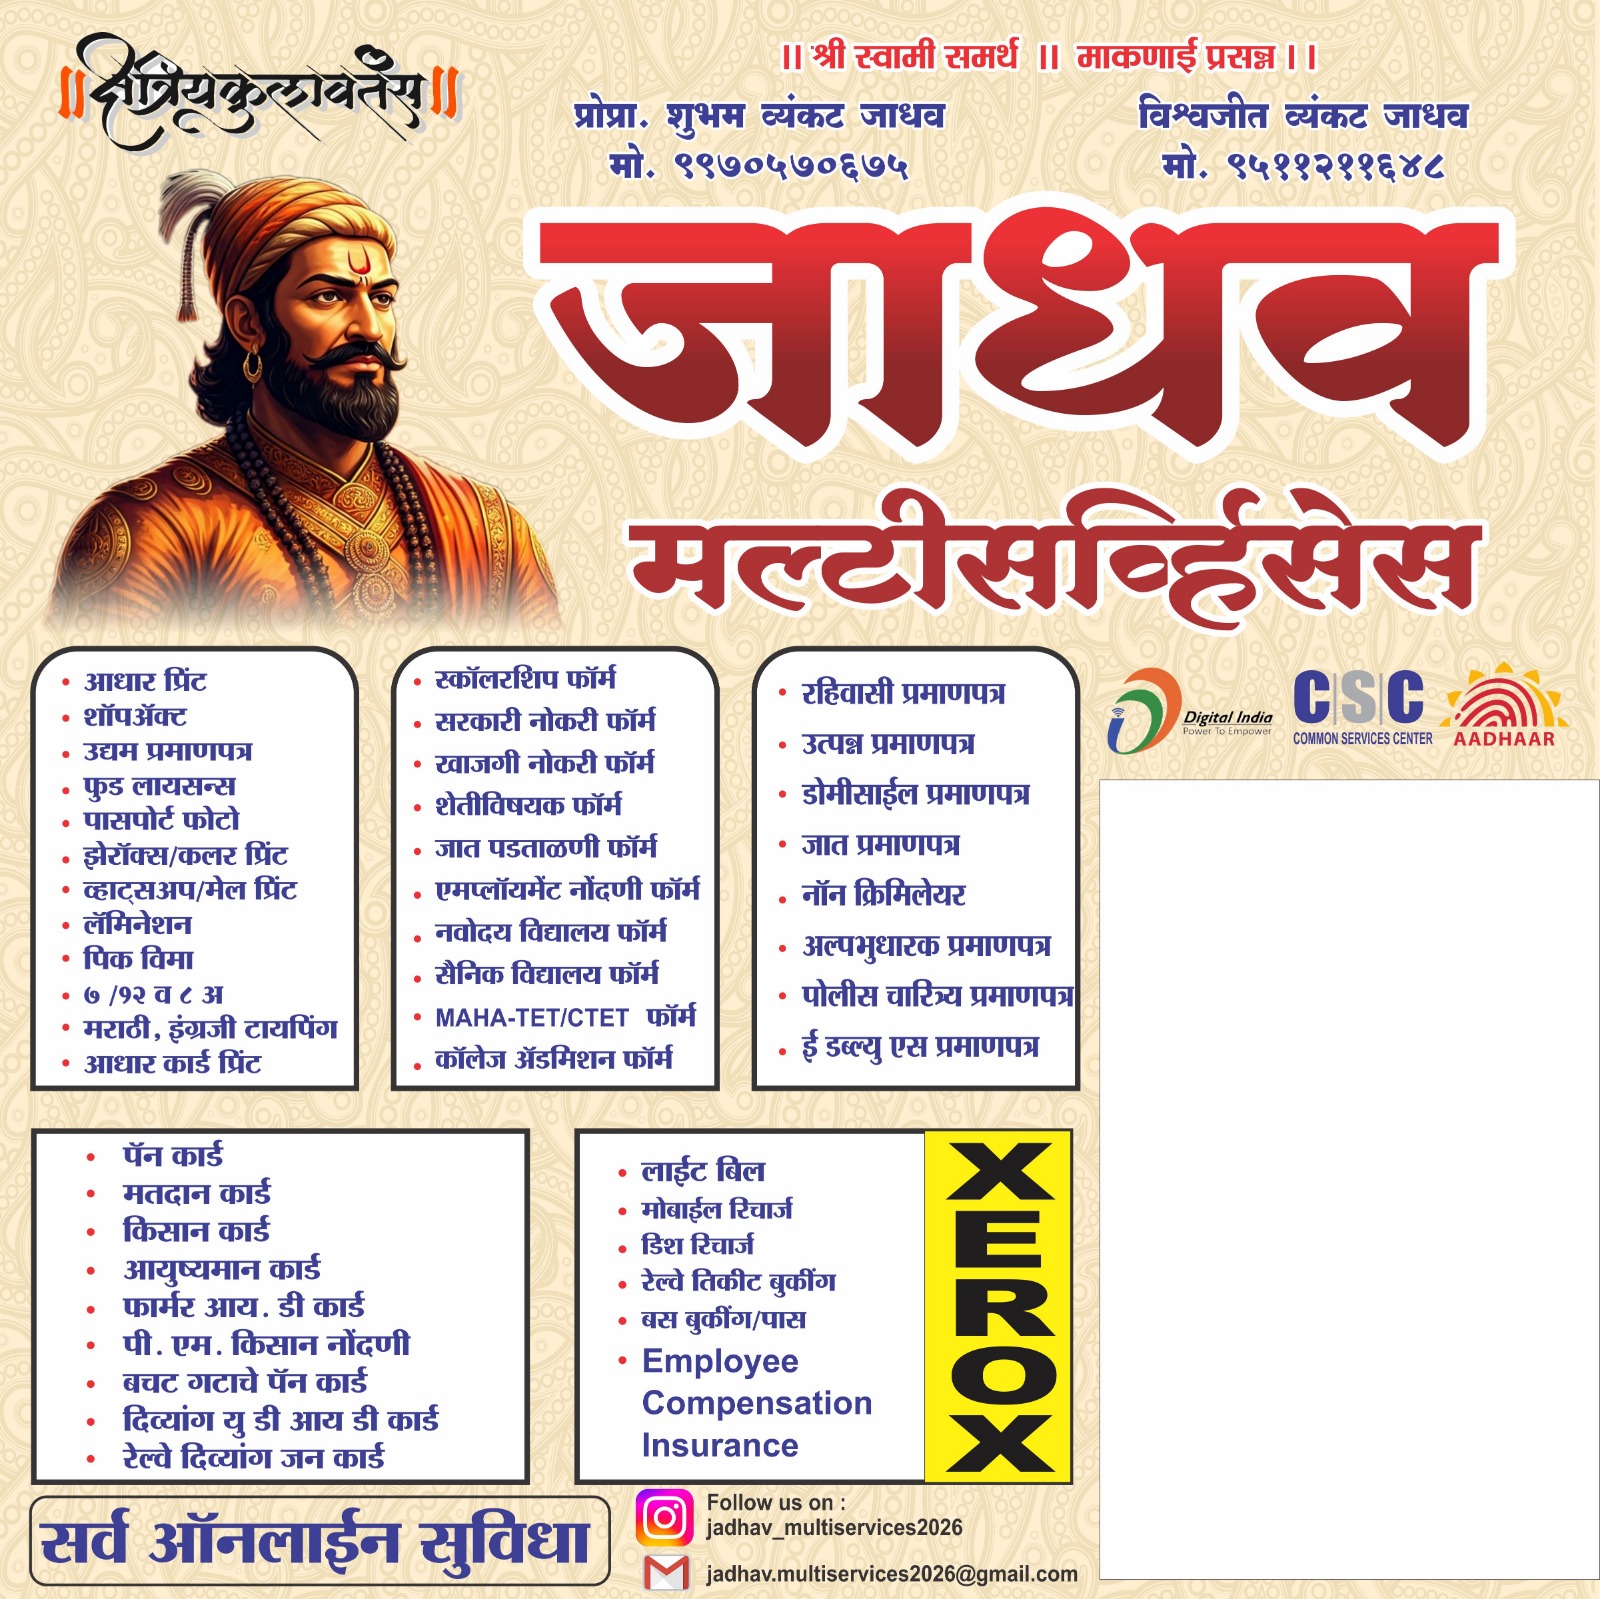 ॥ क्षत्रियकुलावतंस ॥
॥ श्री स्वामी समर्थ ॥ माकणाई प्रसन्न ॥
प्रोप्रा. शुभम व्यंकट जाधव
मो. ९९७०५७०६७५
विश्वजीत व्यंकट जाधव
मो. ९५११२११६४८
जाधव
मल्टीसर्व्हिसेस
• आधार प्रिंट
• शॉपॲक्ट
• उद्यम प्रमाणपत्र
• फुड लायसन्स
• पासपोर्ट फोटो
• झेरॉक्स/कलर प्रिंट
• व्हाट्सअप/मेल प्रिंट
• लॅमिनेशन
• पिक विमा
• ७ /१२ व ८ अ
• मराठी, इंग्रजी टायपिंग
• आधार कार्ड प्रिंट
• स्कॉलरशिप फॉर्म
• सरकारी नोकरी फॉर्म
• खाजगी नोकरी फॉर्म
• शेतीविषयक फॉर्म
• जात पडताळणी फॉर्म
• एमप्लॉयमेंट नोंदणी फॉर्म
• नवोदय विद्यालय फॉर्म
• सैनिक विद्यालय फॉर्म
• MAHA-TET/CTET फॉर्म
• कॉलेज ॲडमिशन फॉर्म
• रहिवासी प्रमाणपत्र
• उत्पन्न प्रमाणपत्र
• डोमीसाईल प्रमाणपत्र
• जात प्रमाणपत्र
• नॉन क्रिमिलेयर
• अल्पभुधारक प्रमाणपत्र
• पोलीस चारित्र्य प्रमाणपत्र
• ई डब्ल्यु एस प्रमाणपत्र
Digital India
Power To Empower
CSC
COMMON SERVICES CENTER
AADHAAR
• पॅन कार्ड
• मतदान कार्ड
• किसान कार्ड
• आयुष्यमान कार्ड
• फार्मर आय. डी कार्ड
• पी. एम. किसान नोंदणी
• बचट गटाचे पॅन कार्ड
• दिव्यांग यु डी आय डी कार्ड
• रेल्वे दिव्यांग जन कार्ड
• लाईट बिल
• मोबाईल रिचार्ज
• डिश रिचार्ज
• रेल्वे तिकीट बुकींग
• बस बुकींग/पास
• Employee
Compensation
Insurance
XEROX
सर्व ऑनलाईन सुविधा
Follow us on :
jadhav_multiservices2026
jadhav.multiservices2026@gmail.com